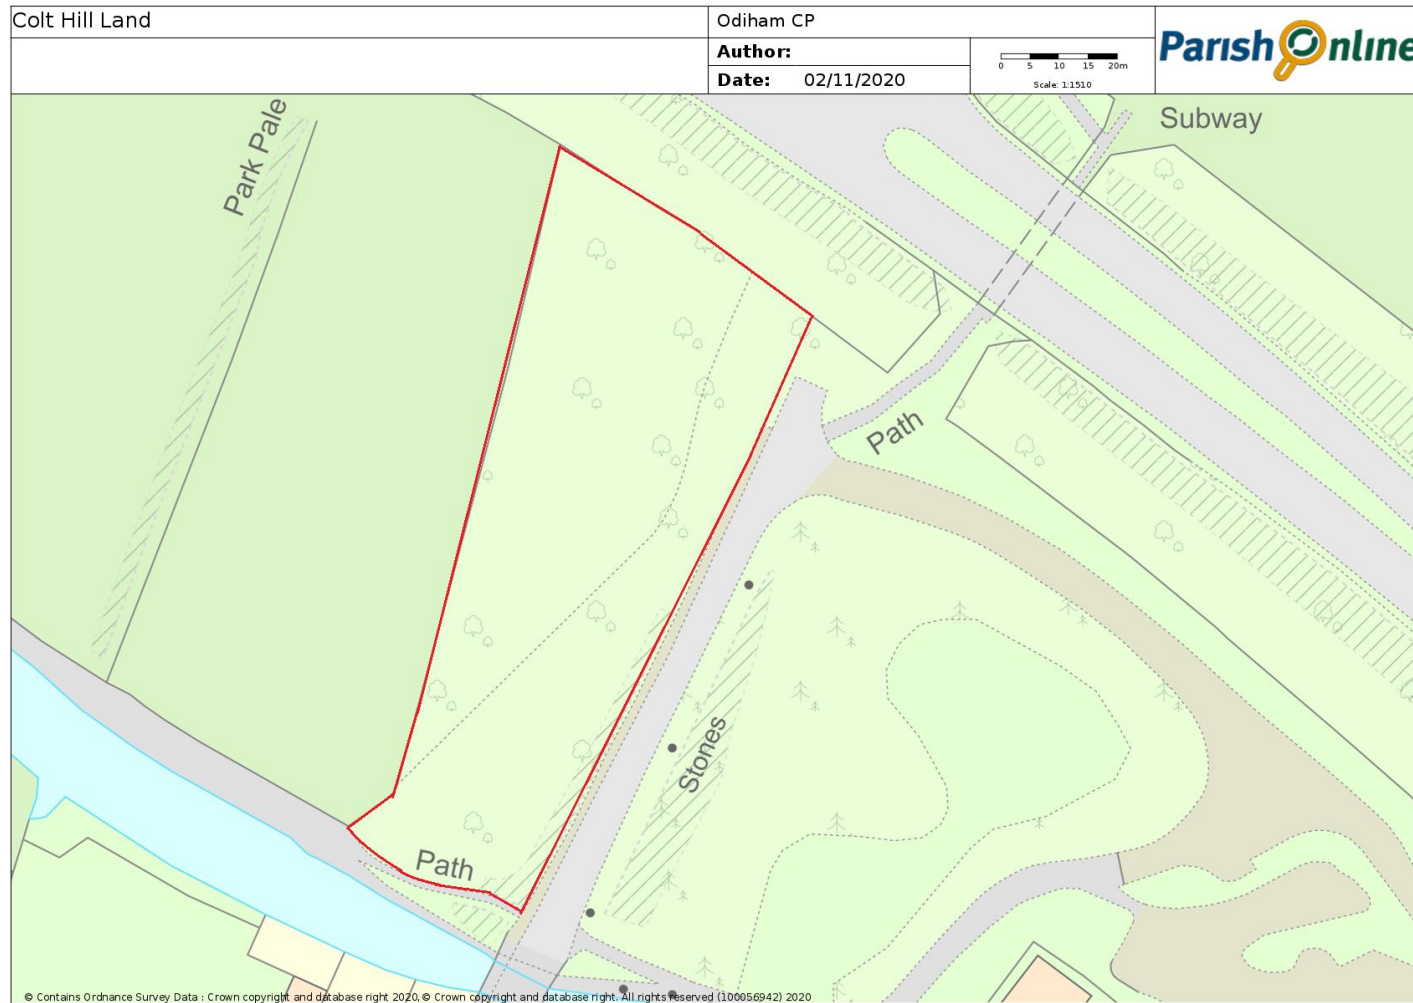 Colt Hill Land
Odiham CP
Author:
Date: 02/11/2020
0 5 10 15 20m
Scale: 1:1510
Parish Online
Park Pale
Subway
Path
Stones
Path
© Contains Ordnance Survey Data : Crown copyright and database right 2020,© Crown copyright and database right. All rights reserved (100056942) 2020